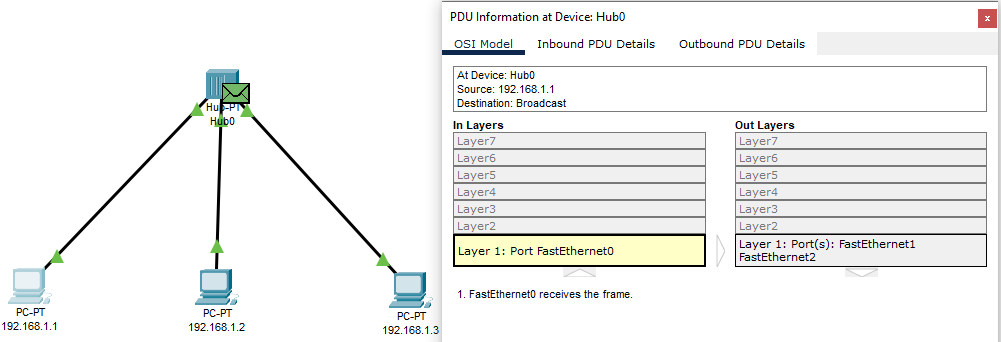 Hub-PT
Hub0
PC-PT
192.168.1.1
PC-PT
192.168.1.2
PC-PT
192.168.1.3
PDU Information at Device: Hub0
x
OSI Model
Inbound PDU Details
Outbound PDU Details
At Device: Hub0
Source: 192.168.1.1
Destination: Broadcast
In Layers
Layer7
Layer6
Layer5
Layer4
Layer3
Layer2
Layer 1: Port FastEthernet0
Out Layers
Layer7
Layer6
Layer5
Layer4
Layer3
Layer2
Layer 1: Port(s): FastEthernet1
FastEthernet2
1. FastEthernet0 receives the frame.